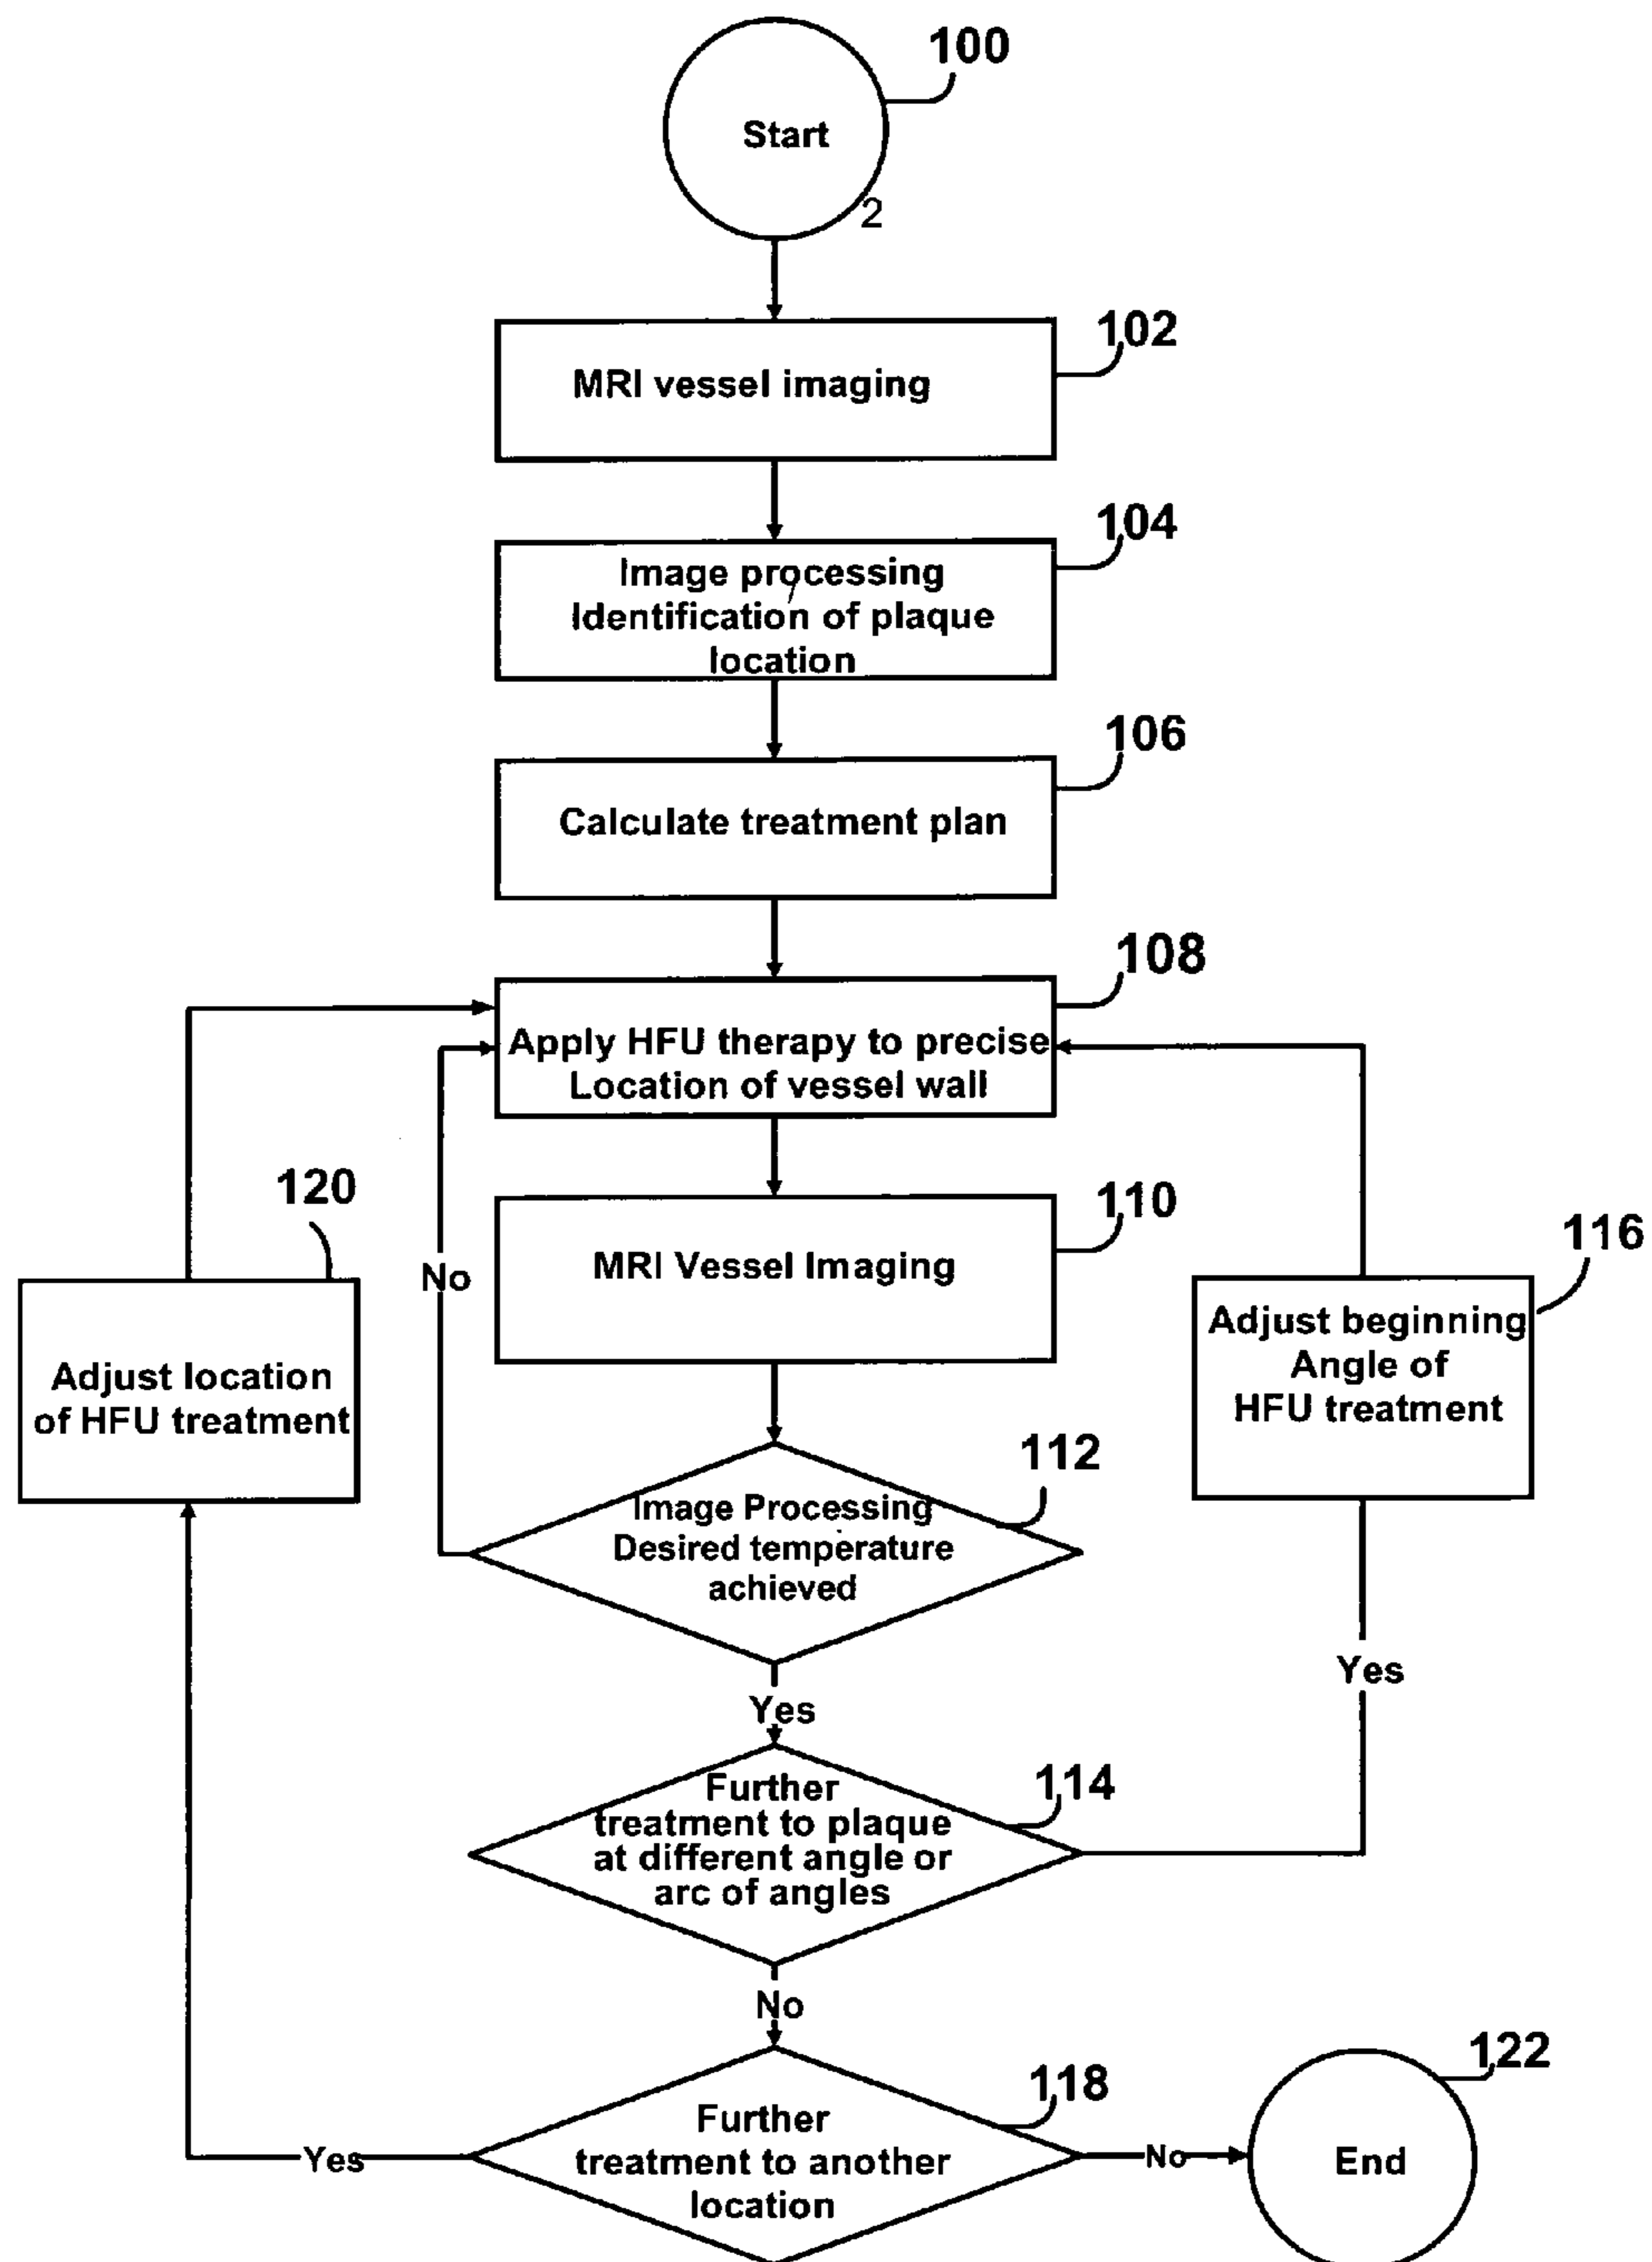 100
Start
2
102
MRI vessel imaging
104
Image processing
Identification of plaque
location
106
Calculate treatment plan
108
Apply HFU therapy to precise
Location of vessel wall
120
110
116
No
MRI Vessel Imaging
Adjust beginning
Angle of
HFU treatment
Adjust location
of HFU treatment
112
Image Processing
Desired temperature
achieved
Yes
Yes
114
Further
treatment to plaque
at different angle or
arc of angles
No
118
122
Further
treatment to another
location
Yes
No
End